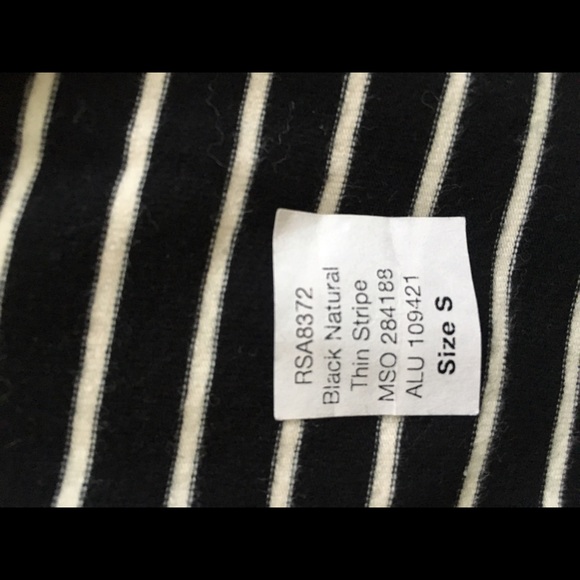 RSA8372
Black Natural
Thin Stripe
MSO 284188
ALU 109421
Size S